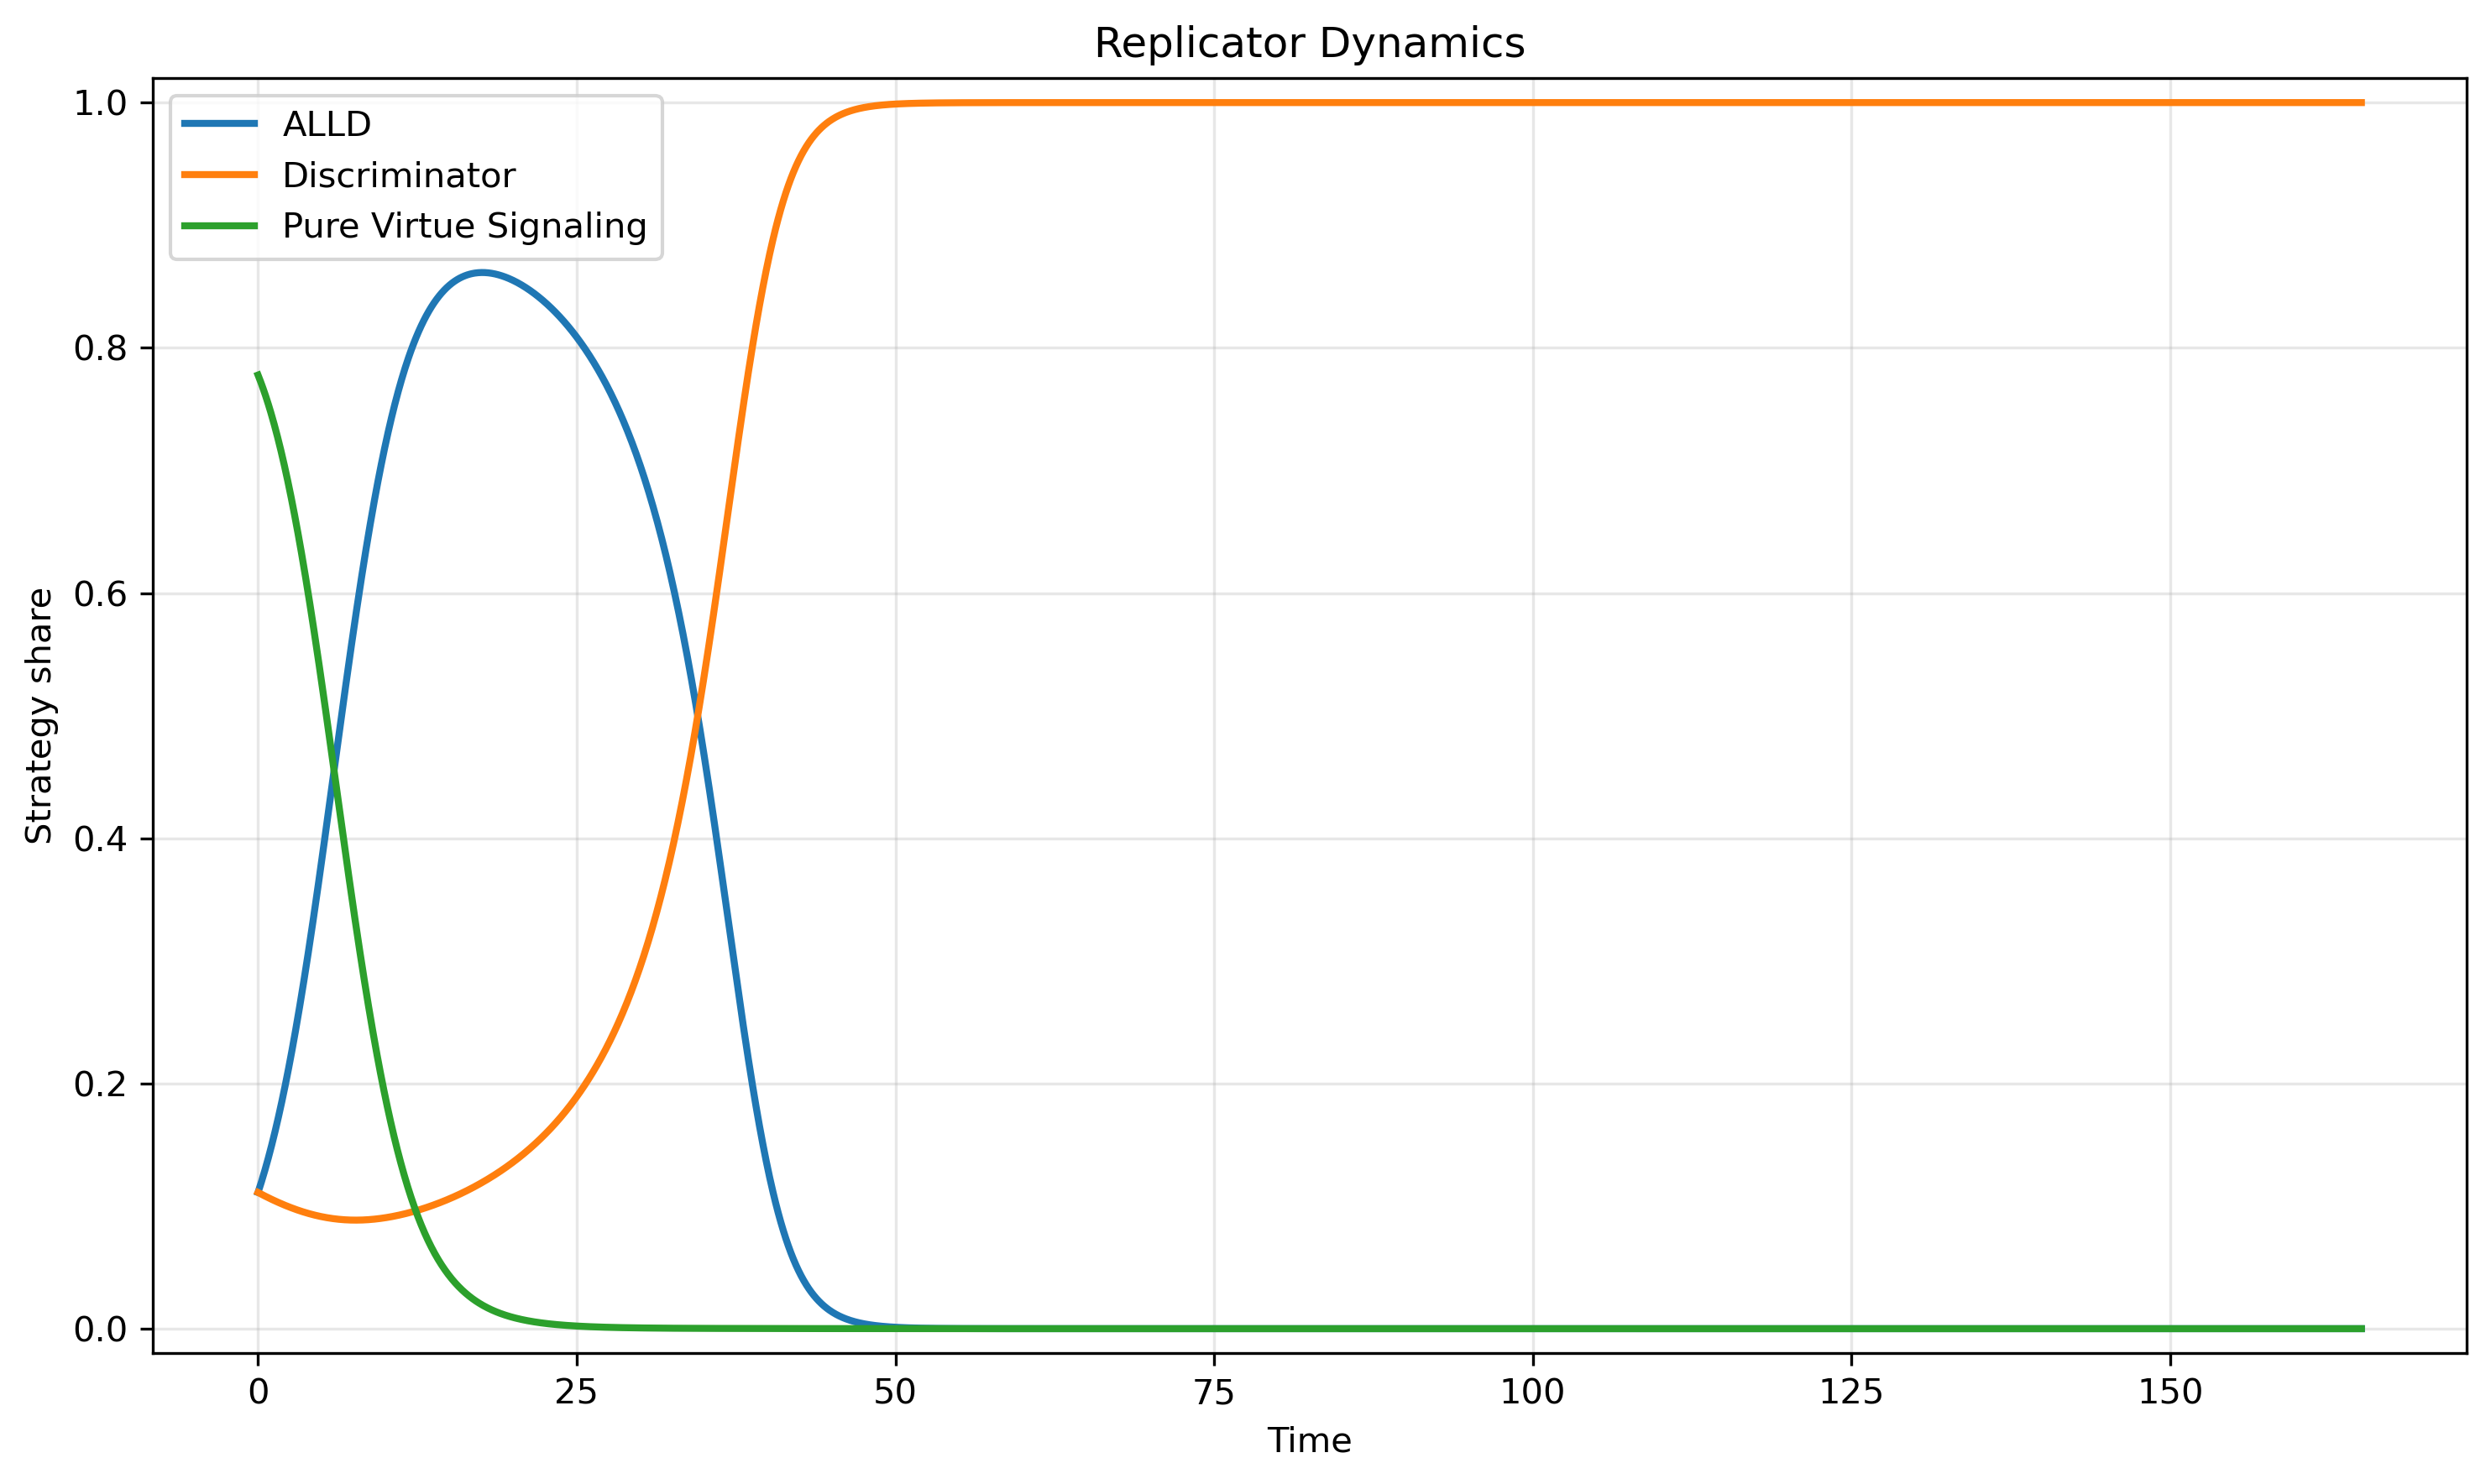 Replicator Dynamics
ALLD
Discriminator
Pure Virtue Signaling
Strategy share
1.0
0.8
0.6
0.4
0.2
0.0
0 25 50 75 100 125 150
Time